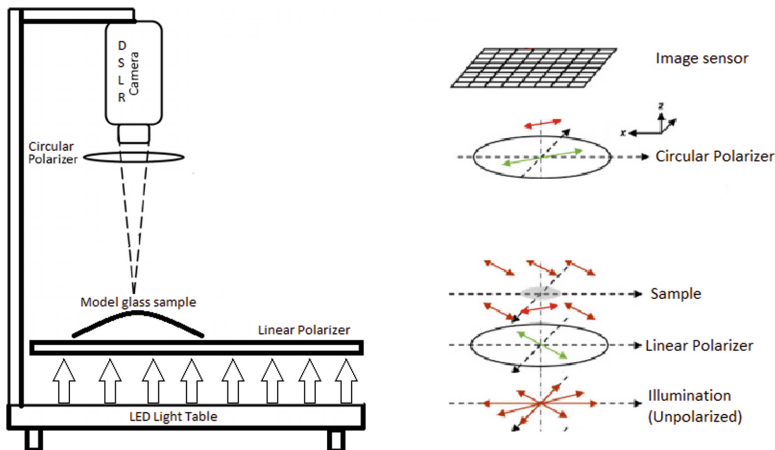 D
S
L
R
Camera
Circular
Polarizer
Model glass sample
Linear Polarizer
LED Light Table
Image sensor
z
x
Circular Polarizer
Sample
Linear Polarizer
Illumination
(Unpolarized)